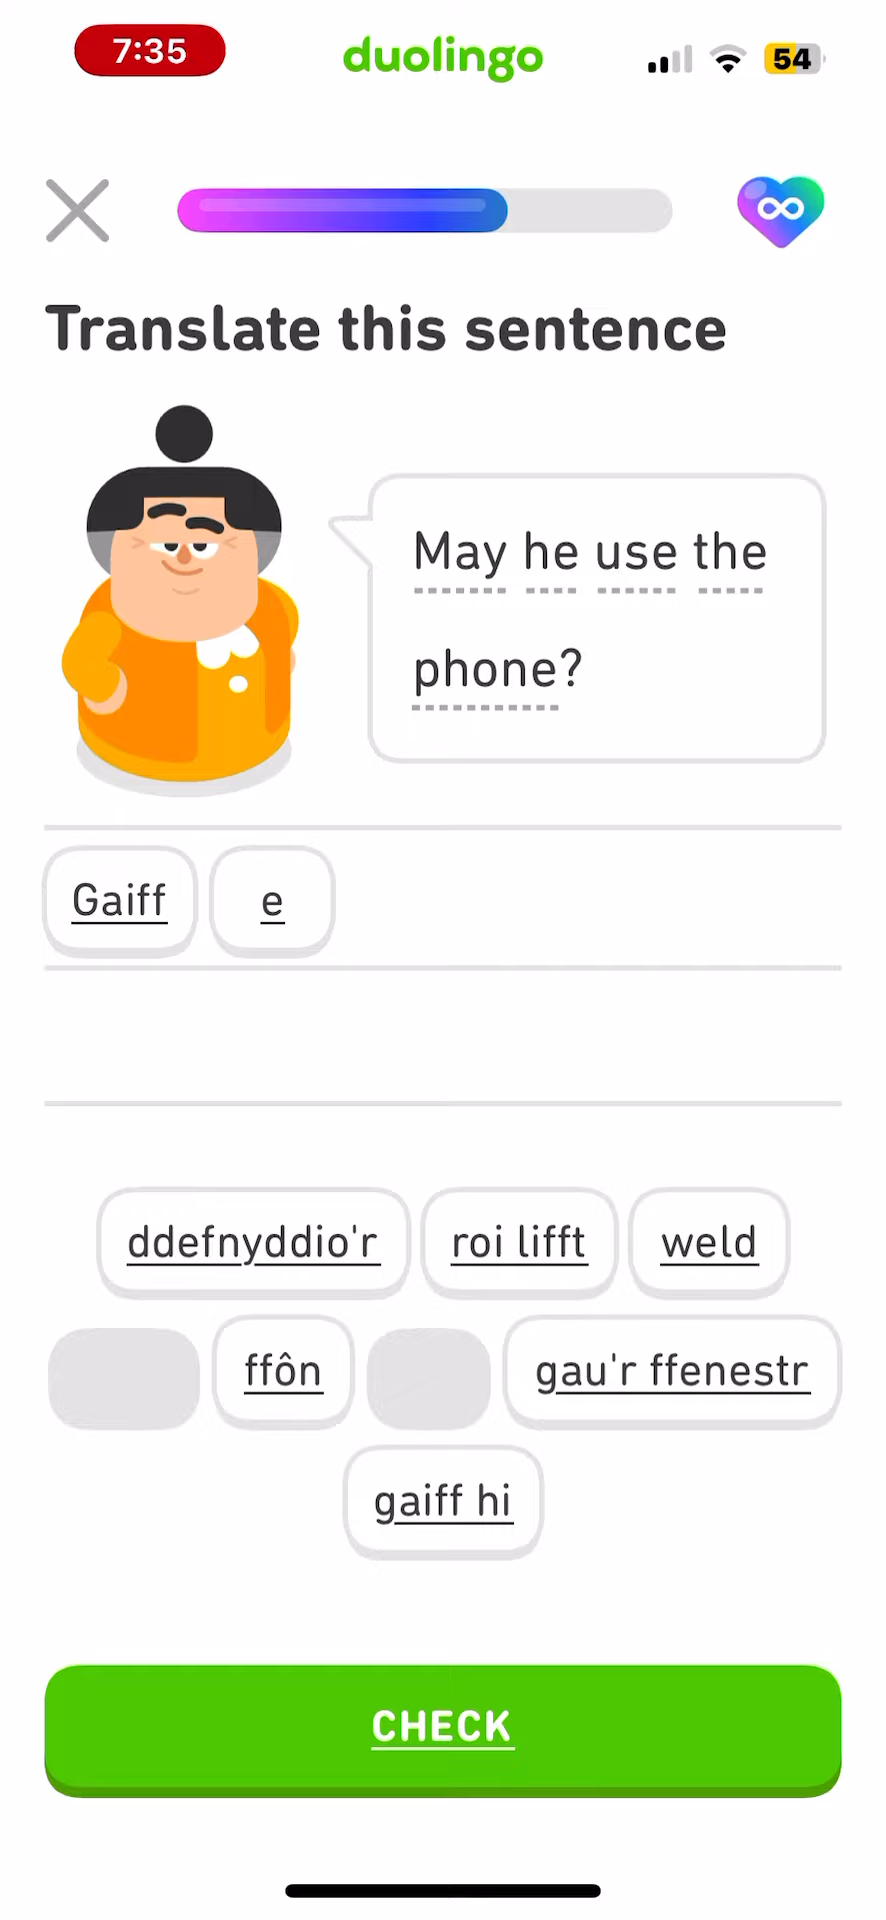 7:35 duolingo 54
Translate this sentence
May he use the
phone?
Gaiff e
ddefnyddio'r roi lifft weld
ffôn gau'r ffenestr
gaiff hi
CHECK